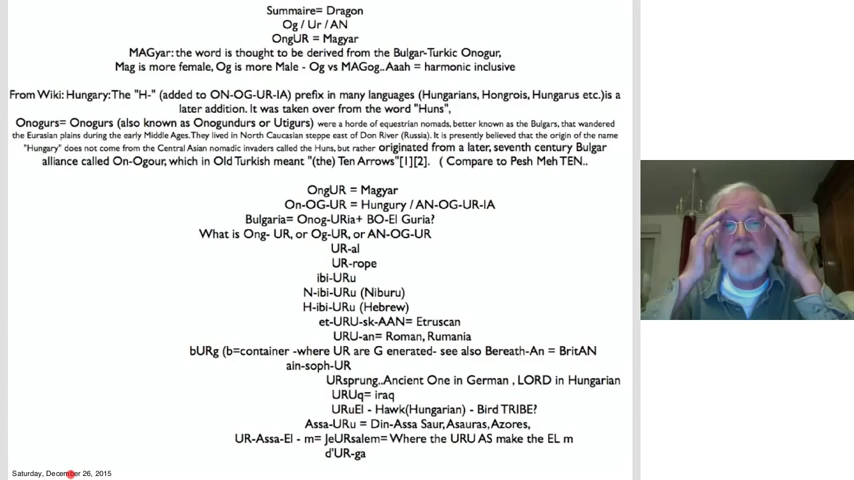 Summaire= Dragon
Og / Ur / AN
OngUR = Magyar
MAGyar: the word is thought to be derived from the Bulgar-Turkic Onogur,
Mag is more female, Og is more Male - Og vs MAGog..Aaah = harmonic inclusive
From Wiki: Hungary: The "H-" (added to ON-OG-UR-IA) prefix in many languages (Hungarians, Hongrois, Hungarus etc.)is a
later addition. It was taken over from the word "Huns",
Onogurs= Onogurs (also known as Onogundurs or Utigurs) were a horde of equestrian nomads, better known as the Bulgars, that wandered
the Eurasian plains during the early Middle Ages.They lived in North Caucasian steppe east of Don River (Russia). It is presently believed that the origin of the name
"Hungary" does not come from the Central Asian nomadic invaders called the Huns, but rather originated from a later, seventh century Bulgar
alliance called On-Ogour, which in Old Turkish meant "(the) Ten Arrows"[1][2]. ( Compare to Pesh Meh TEN..
OngUR = Magyar
On-OG-UR = Hungury / AN-OG-UR-IA
Bulgaria= Onog-URia+ BO-El Guria?
What is Ong- UR, or Og-UR, or AN-OG-UR
UR-al
UR-rope
ibi-URu
N-ibi-URu (Niburu)
H-ibi-URu (Hebrew)
et-URU-sk-AAN= Etruscan
URU-an= Roman, Rumania
bURg (b=container -where UR are G enerated- see also Bereath-An = BritAN
ain-soph-UR
URsprung..Ancient One in German , LORD in Hungarian
URUq= iraq
URuEl - Hawk(Hungarian) - Bird TRIBE?
Assa-URu = Din-Assa Saur, Asauras, Azores,
UR-Assa-El - m= JeURsalem= Where the URU AS make the EL m
d'UR-ga
Saturday, December 26, 2015